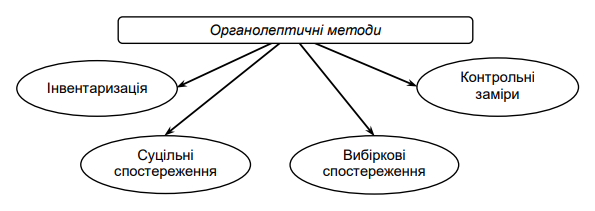 Органолептичні методи
Інвентаризація
Контрольні
заміри
Суцільні
спостереження
Вибіркові
спостереження